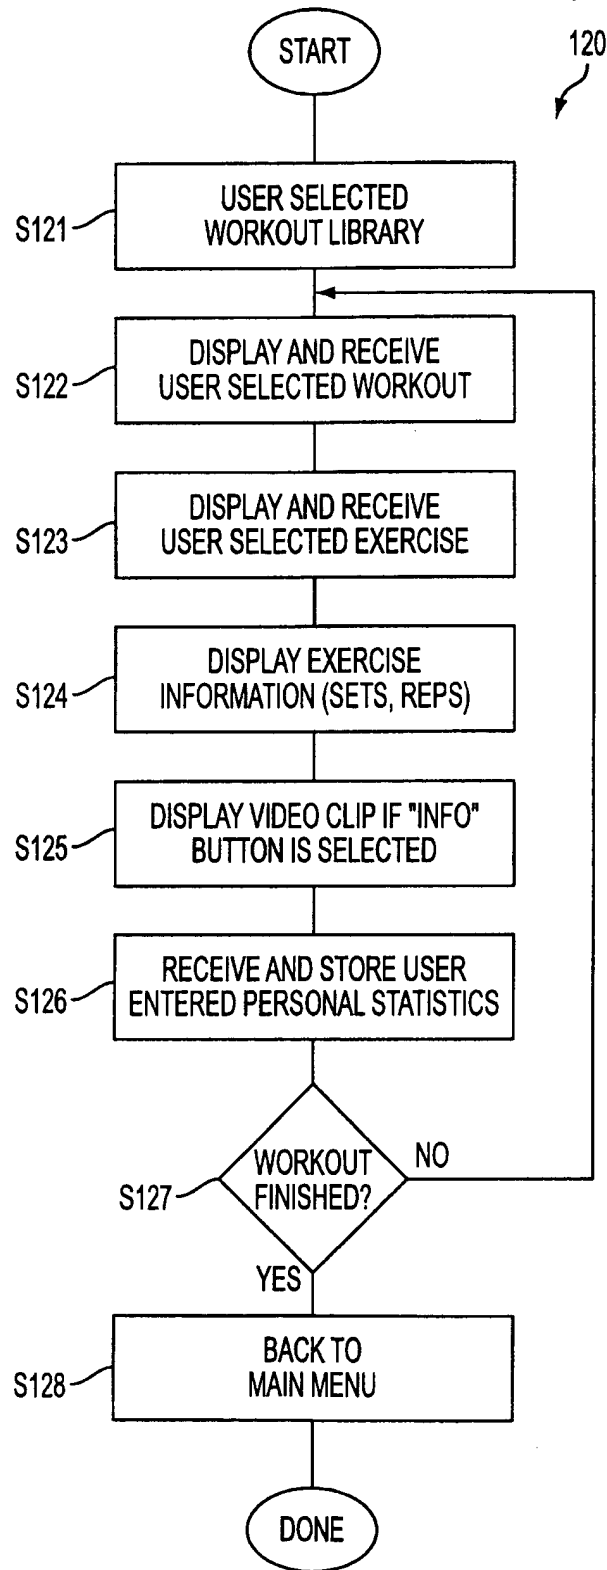 START
120
S121
USER SELECTED
WORKOUT LIBRARY
S122
DISPLAY AND RECEIVE
USER SELECTED WORKOUT
S123
DISPLAY AND RECEIVE
USER SELECTED EXERCISE
S124
DISPLAY EXERCISE
INFORMATION (SETS, REPS)
S125
DISPLAY VIDEO CLIP IF "INFO"
BUTTON IS SELECTED
S126
RECEIVE AND STORE USER
ENTERED PERSONAL STATISTICS
S127
WORKOUT
FINISHED?
NO
YES
S128
BACK TO
MAIN MENU
DONE